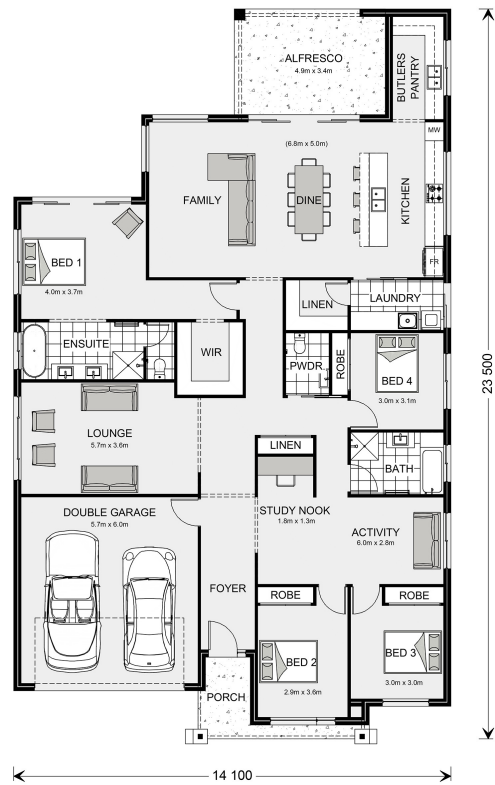 ALFRESCO
4.9m x 3.4m
BUTLERS
PANTRY
MW
(6.8m x 5.0m)
FAMILY
DINE
KITCHEN
FR
BED 1
4.0m x 3.7m
LINEN
LAUNDRY
ENSUITE
WIR
PWDR
ROBE
BED 4
3.0m x 3.1m
LOUNGE
5.7m x 3.6m
LINEN
BATH
DOUBLE GARAGE
5.7m x 6.0m
STUDY NOOK
1.8m x 1.3m
ACTIVITY
6.0m x 2.8m
FOYER
ROBE
ROBE
BED 2
2.9m x 3.6m
BED 3
3.0m x 3.0m
PORCH
23 500
14 100